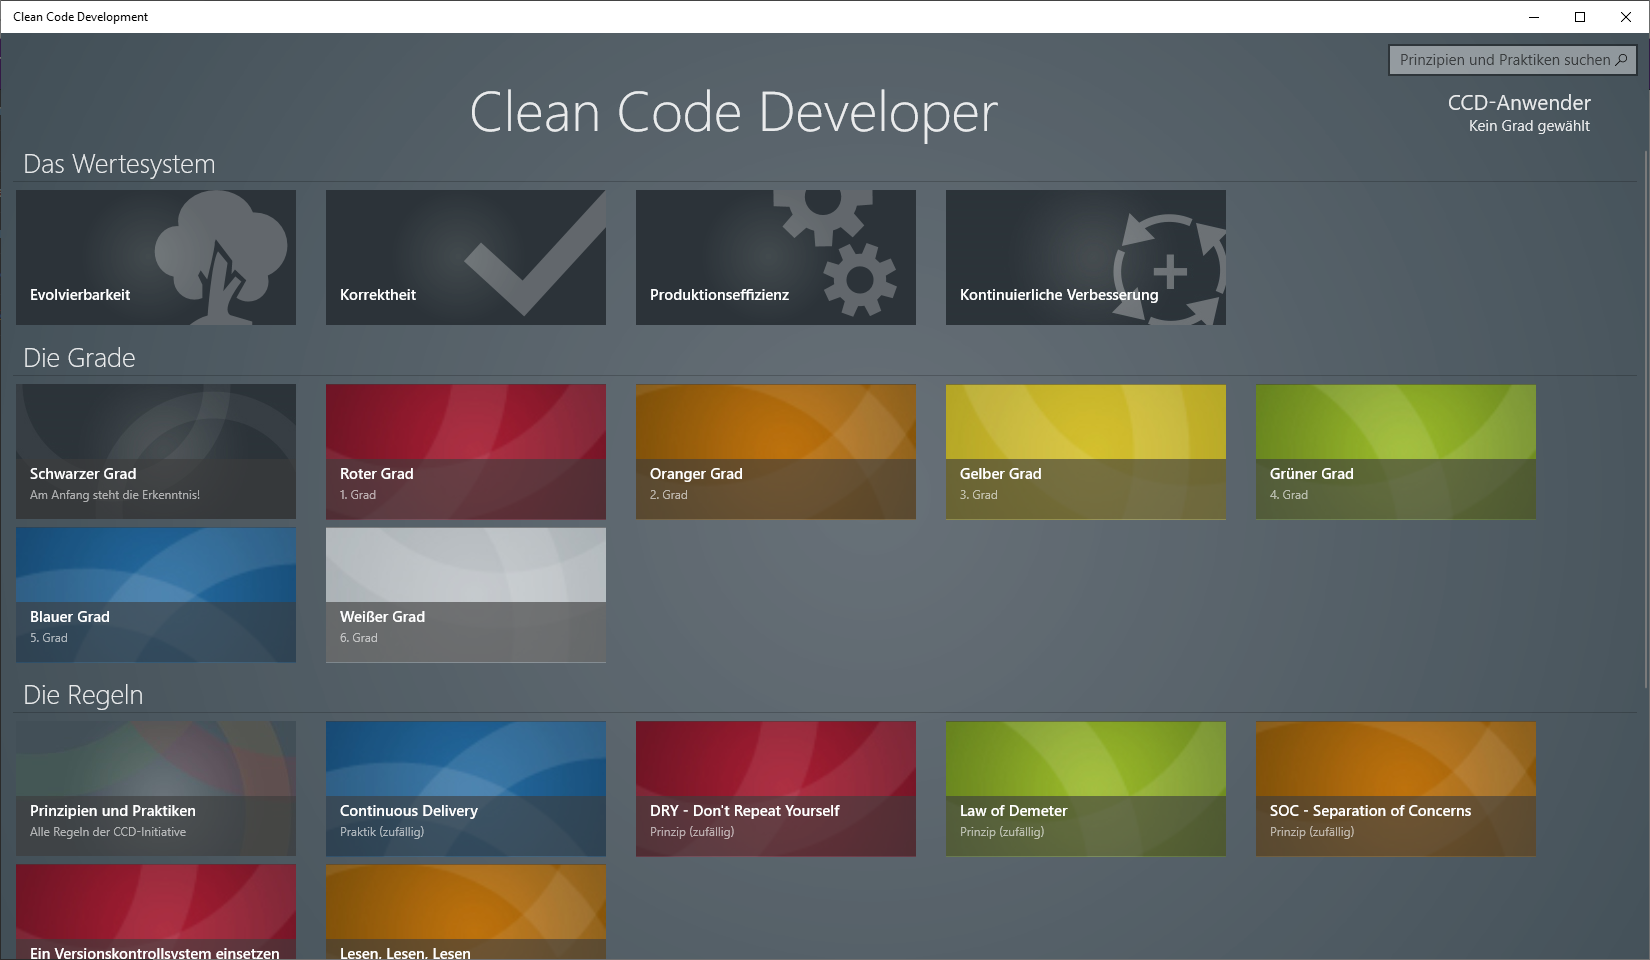 Clean Code Development
Prinzipien und Praktiken suchen
Clean Code Developer
CCD-Anwender
Kein Grad gewählt
Das Wertesystem
Evolvierbarkeit
Korrektheit
Produktionseffizienz
Kontinuierliche Verbesserung
Die Grade
Schwarzer Grad
Am Anfang steht die Erkenntnis!
Roter Grad
1. Grad
Oranger Grad
2. Grad
Gelber Grad
3. Grad
Grüner Grad
4. Grad
Blauer Grad
5. Grad
Weißer Grad
6. Grad
Die Regeln
Prinzipien und Praktiken
Alle Regeln der CCD-Initiative
Continuous Delivery
Praktik (zufällig)
DRY - Don't Repeat Yourself
Prinzip (zufällig)
Law of Demeter
Prinzip (zufällig)
SOC - Separation of Concerns
Prinzip (zufällig)
Ein Versionskontrollsystem einsetzen
Lesen, Lesen, Lesen